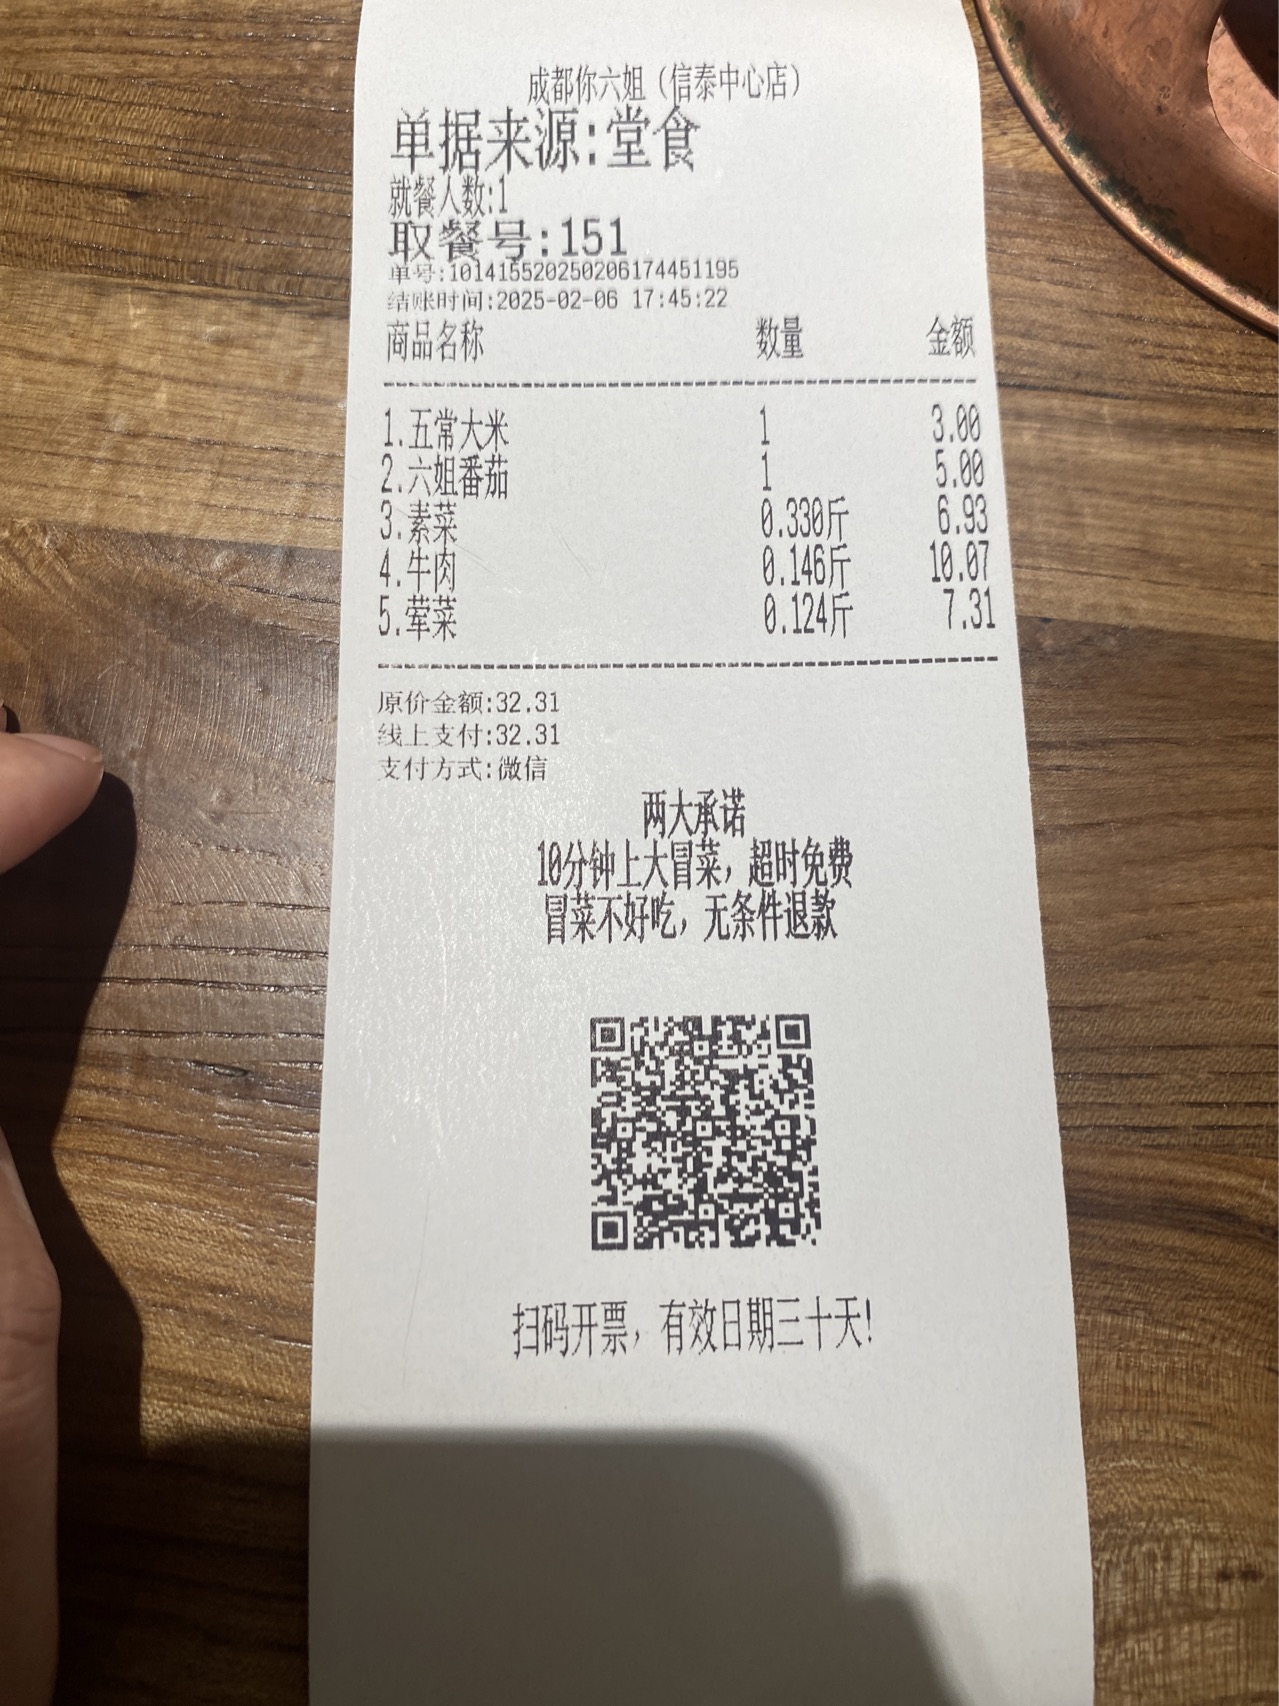 成都你六姐（信泰中心店）
单据来源:堂食
就餐人数:1
取餐号:151
单号:101415520250206174451195
结账时间:2025-02-06 17:45:22
商品名称 数量 金额
1.五常大米 1 3.00
2.六姐番茄 1 5.00
3.素菜 0.330斤 6.93
4.牛肉 0.146斤 10.07
5.荤菜 0.124斤 7.31
原价金额:32.31
线上支付:32.31
支付方式:微信
两大承诺
10分钟上大冒菜，超时免费
冒菜不好吃，无条件退款
扫码开票，有效日期三十天!